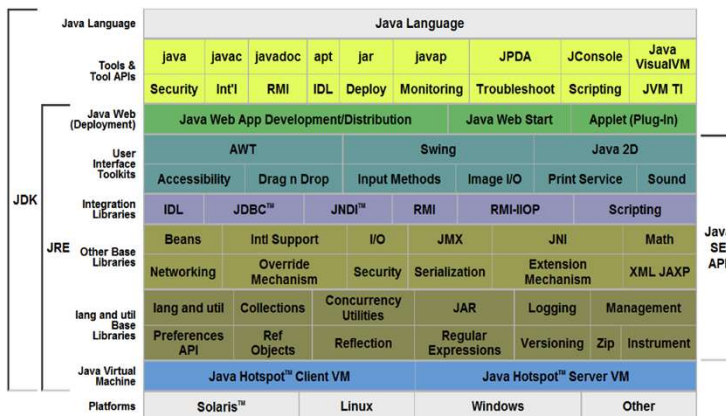 Java Language Java Language
Tools & Tool APIs
java javac javadoc apt jar javap JPDA JConsole Java VisualVM
Security Int'l RMI IDL Deploy Monitoring Troubleshoot Scripting JVM TI
Java Web (Deployment)
Java Web App Development/Distribution Java Web Start Applet (Plug-In)
User Interface Toolkits
AWT Swing Java 2D
Accessibility Drag n Drop Input Methods Image I/O Print Service Sound
Integration Libraries
IDL JDBC™ JNDI™ RMI RMI-IIOP Scripting
Other Base Libraries
Beans Intl Support I/O JMX JNI Math
Networking Override Mechanism Security Serialization Extension Mechanism XML JAXP
lang and util Base Libraries
lang and util Collections Concurrency Utilities JAR Logging Management
Preferences API Ref Objects Reflection Regular Expressions Versioning Zip Instrument
Java Virtual Machine
Java Hotspot™ Client VM Java Hotspot™ Server VM
Platforms Solaris™ Linux Windows Other
JDK
JRE
Java
SE
API